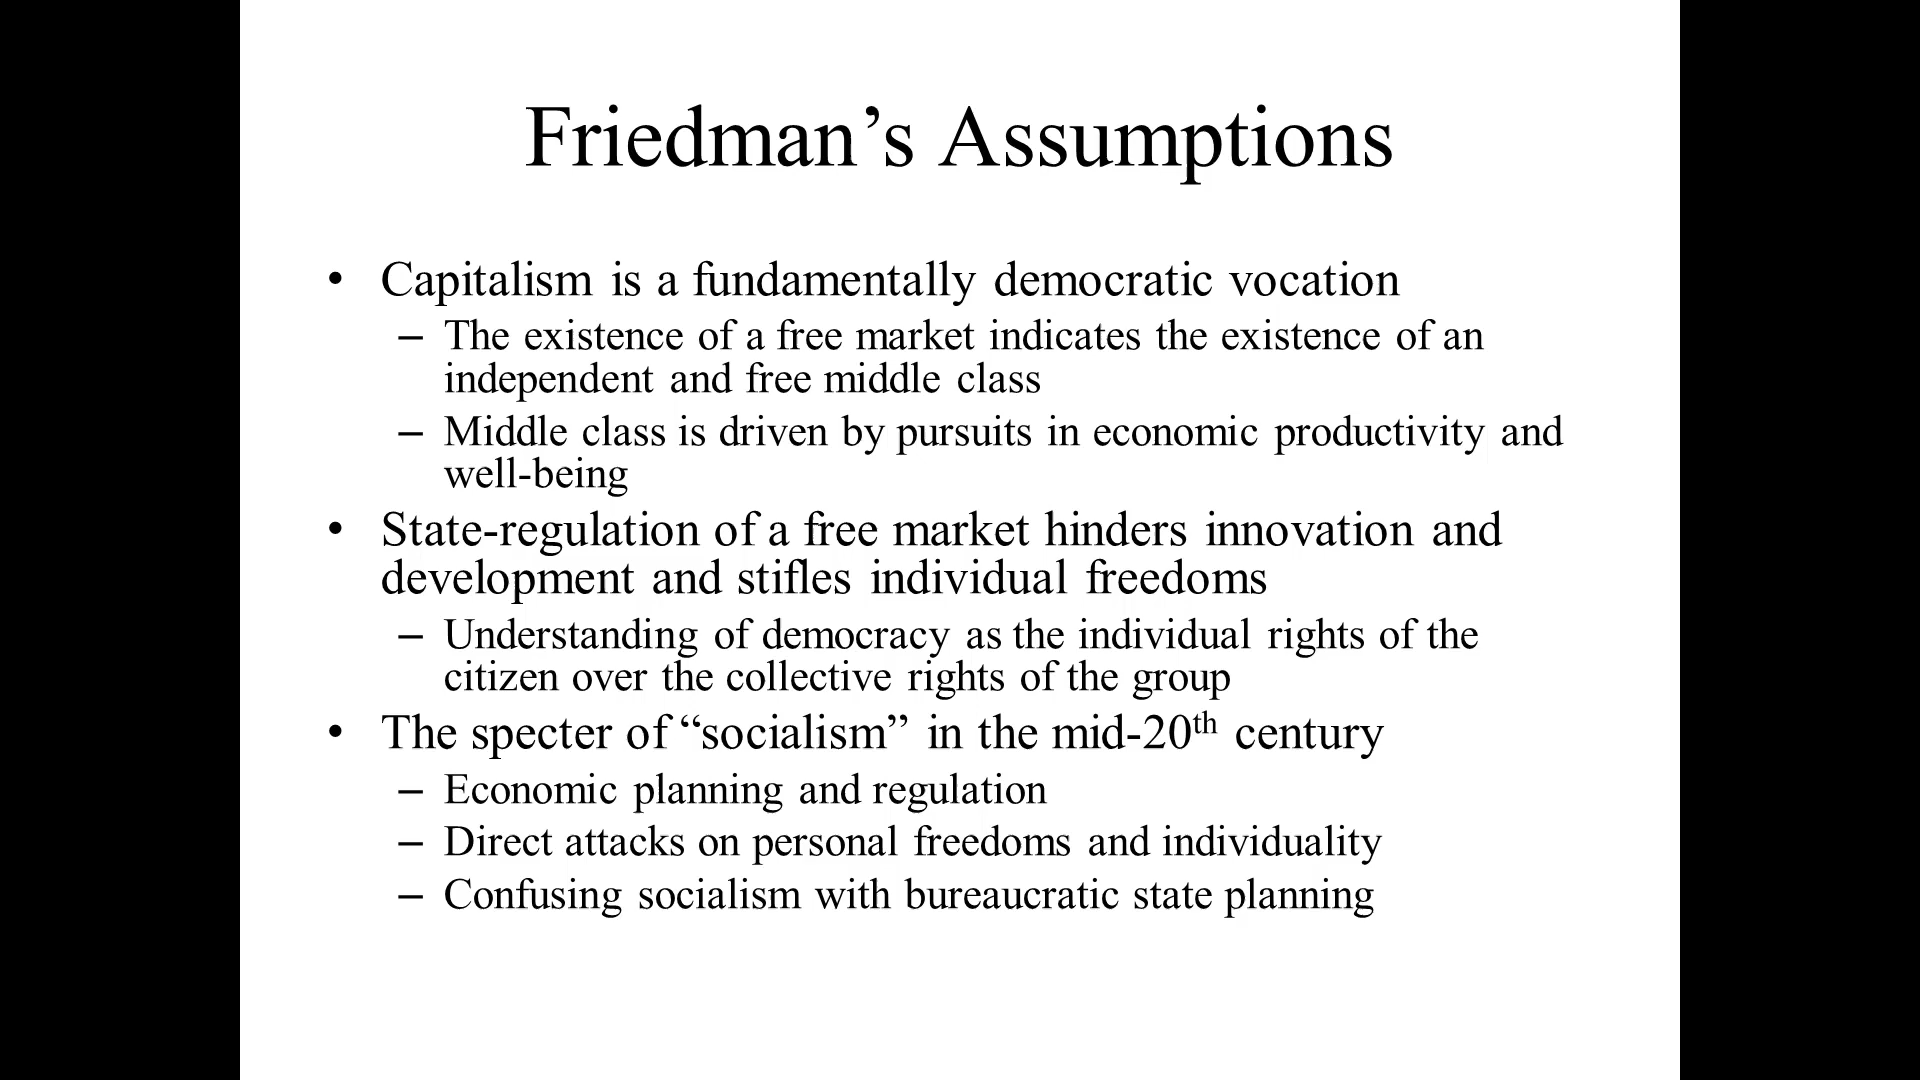 Friedman’s Assumptions
• Capitalism is a fundamentally democratic vocation
– The existence of a free market indicates the existence of an
independent and free middle class
– Middle class is driven by pursuits in economic productivity and
well-being
• State-regulation of a free market hinders innovation and
development and stifles individual freedoms
– Understanding of democracy as the individual rights of the
citizen over the collective rights of the group
• The specter of “socialism” in the mid-20th century
– Economic planning and regulation
– Direct attacks on personal freedoms and individuality
– Confusing socialism with bureaucratic state planning